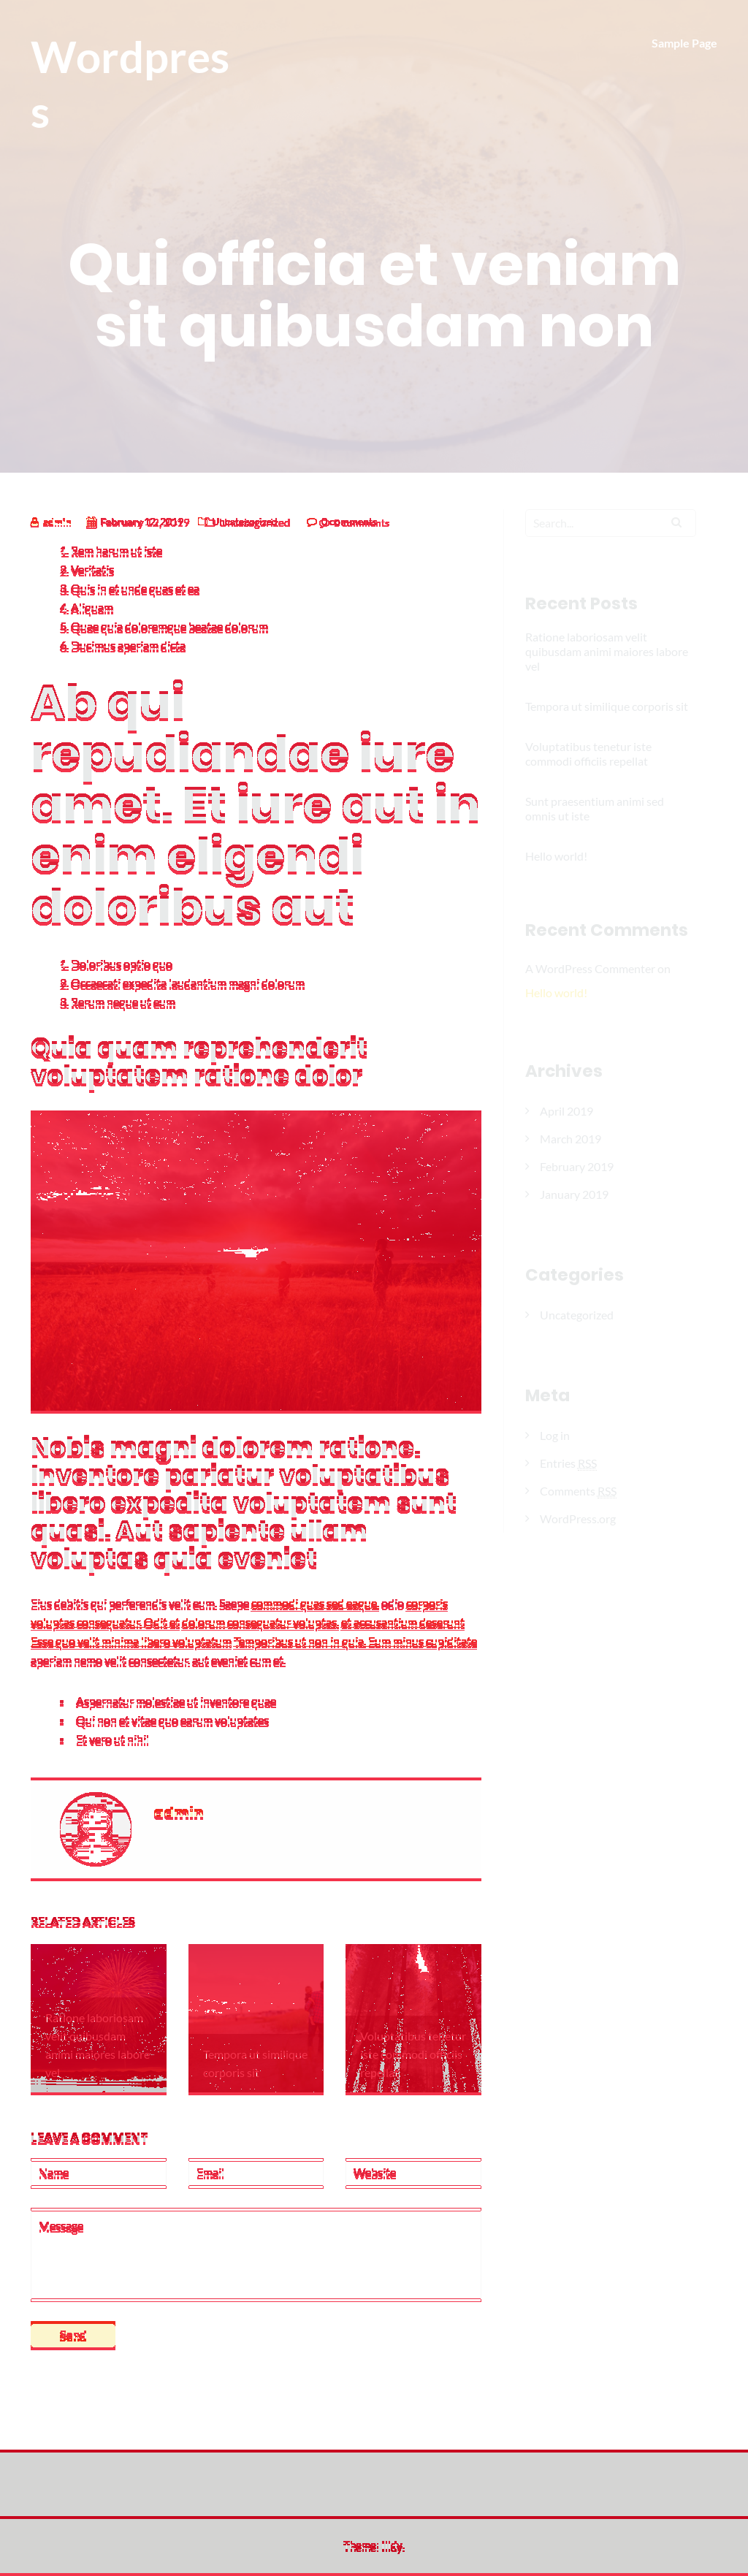 Wordpres
s
Sample Page
Qui officia et veniam
sit quibusdam non
admin February 12, 2019 Uncategorized 0 comments
Search...
1. Rem harum ut iste
2. Veritatis
3. Quis in et unde quas et ea
4. Aliquam
5. Quae quia doloremque beatae dolorum
6. Ducimus aperiam dicta
Ab qui
repudiandae iure
amet. Et iure aut in
enim eligendi
doloribus aut
1. Doloribus optio quo
2. Occaecati expedita laudantium magni dolorum
3. Rerum neque ut eum
Quia quam reprehenderit
voluptatem ratione dolor
Nobis magni dolorem ratione.
Inventore pariatur voluptatibus
libero expedita voluptatem sunt
quasi. Aut sapiente ullam
voluptas quia eveniet
Eius debitis qui perferendis velit eum. Saepe commodi quas sed eaque, odio corporis
voluptas consequatur. Odit et dolorum consequatur voluptas, et accusantium deserunt
Esse quo velit minima libero voluptatum Temporibus ut non in quia. Eum minus cupiditate
aperiam nemo velit consectetur aut eveniet eum et.
Aspernatur molestiae ut inventore quae
Qui non et vitae quo earum voluptates
Et vero ut nihil
admin
RELATED ARTICLES
Ratione laboriosam
velit quibusdam
animi maiores labore
vel
Tempora ut similique
corporis sit
Voluptatibus tenetur
iste commodi officiis
repellat
LEAVE A COMMENT
Name
Email
Website
Message
Send
Recent Posts
Ratione laboriosam velit
quibusdam animi maiores labore
vel
Tempora ut similique corporis sit
Voluptatibus tenetur iste
commodi officiis repellat
Sunt praesentium animi sed
omnis ut iste
Hello world!
Recent Comments
A WordPress Commenter on
Hello world!
Archives
April 2019
March 2019
February 2019
January 2019
Categories
Uncategorized
Meta
Log in
Entries RSS
Comments RSS
WordPress.org
Theme: